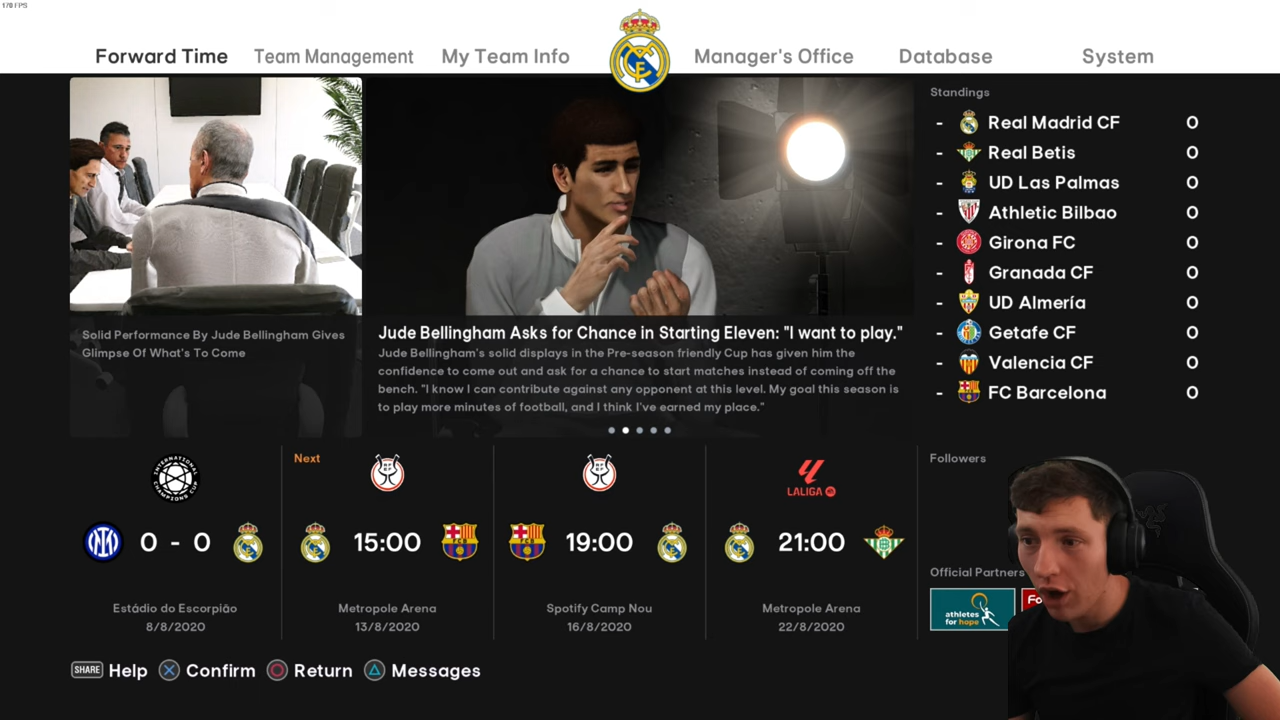 170 FPS
Forward Time
Team Management
My Team Info
Manager's Office
Database
System
Solid Performance By Jude Bellingham Gives
Glimpse Of What's To Come
Jude Bellingham Asks for Chance in Starting Eleven: "I want to play."
Jude Bellingham's solid displays in the Pre-season friendly Cup has given him the
confidence to come out and ask for a chance to start matches instead of coming off the
bench. "I know I can contribute against any opponent at this level. My goal this season is
to play more minutes of football, and I think I've earned my place."
Standings
- Real Madrid CF 0
- Real Betis 0
- UD Las Palmas 0
- Athletic Bilbao 0
- Girona FC 0
- Granada CF 0
- UD Almería 0
- Getafe CF 0
- Valencia CF 0
- FC Barcelona 0
INTERNATIONAL
CHAMPIONS CUP
0 - 0
Estádio do Escorpião
8/8/2020
Next
15:00
Metropole Arena
13/8/2020
19:00
Spotify Camp Nou
16/8/2020
LALIGA
21:00
Metropole Arena
22/8/2020
Followers
Official Partners
athletes
for hope
Fo
SHARE Help
Confirm
Return
Messages